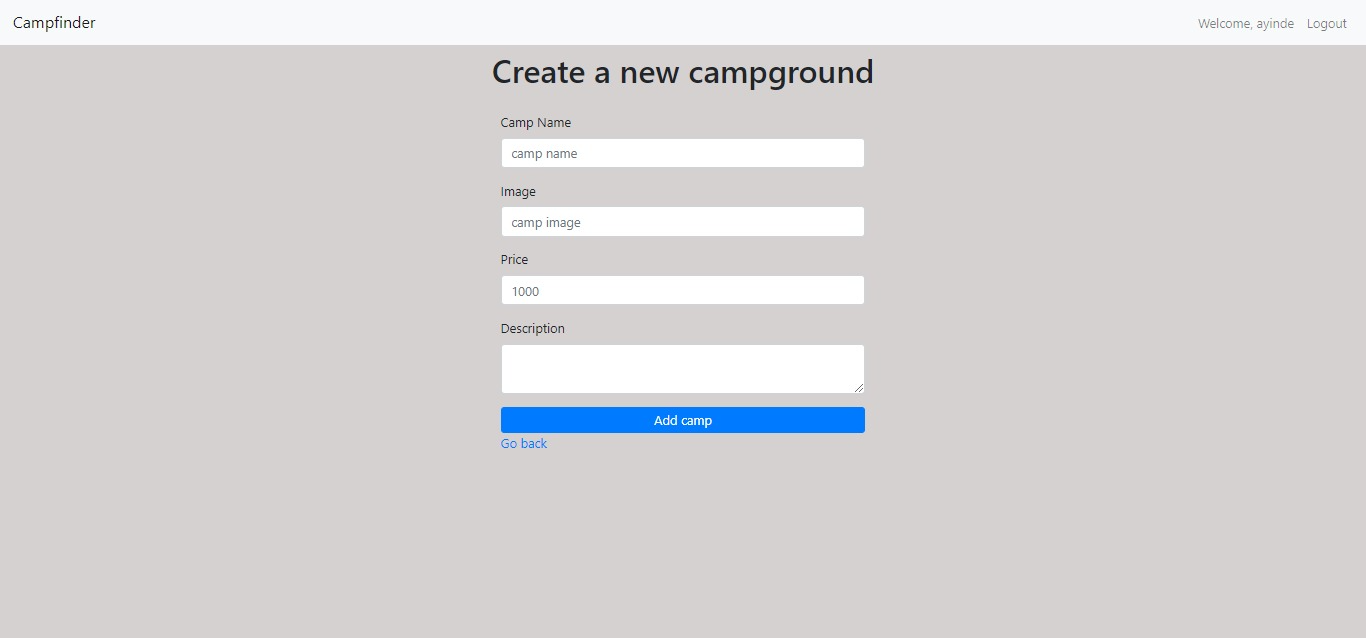 Campfinder
Welcome, ayinde Logout
Create a new campground
Camp Name
camp name
Image
camp image
Price
1000
Description
Add camp
Go back